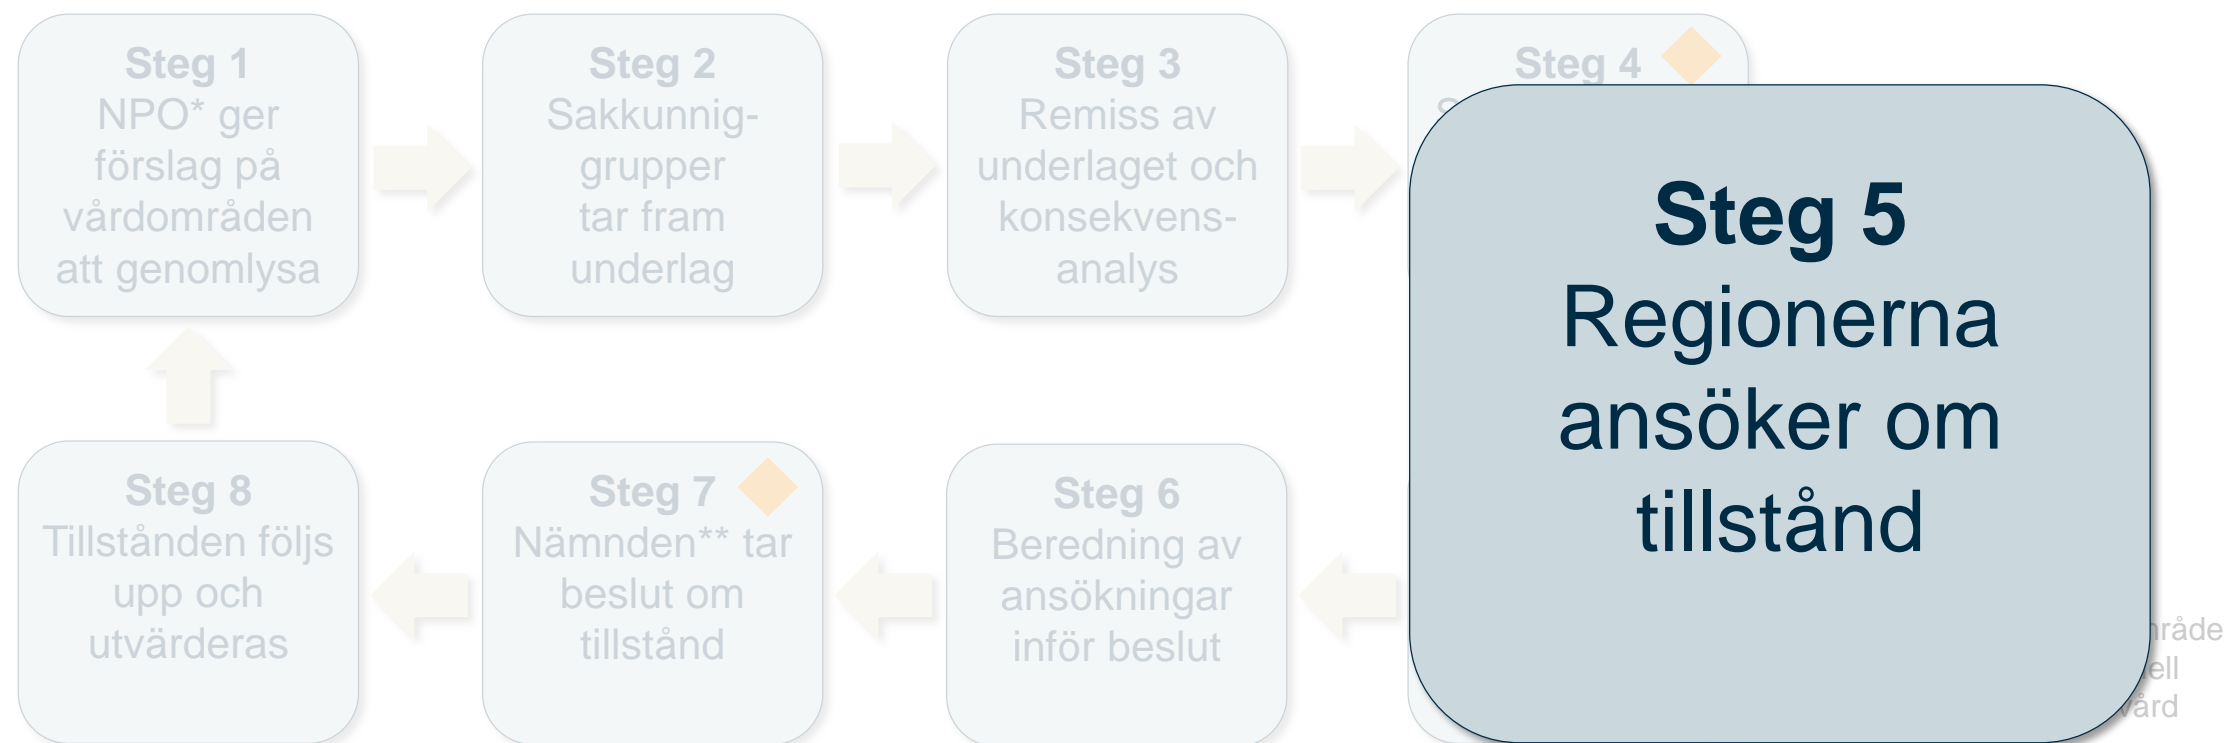 Steg 1
NPO* ger
förslag på
vårdområden
att genomlysa
Steg 2
Sakkunnig-
grupper
tar fram
underlag
Steg 3
Remiss av
underlaget och
konsekvens-
analys
Steg 4
Steg 5
Regionerna
ansöker om
tillstånd
Steg 8
Tillstånden följs
upp och
utvärderas
Steg 7
Nämnden** tar
beslut om
tillstånd
Steg 6
Beredning av
ansökningar
inför beslut